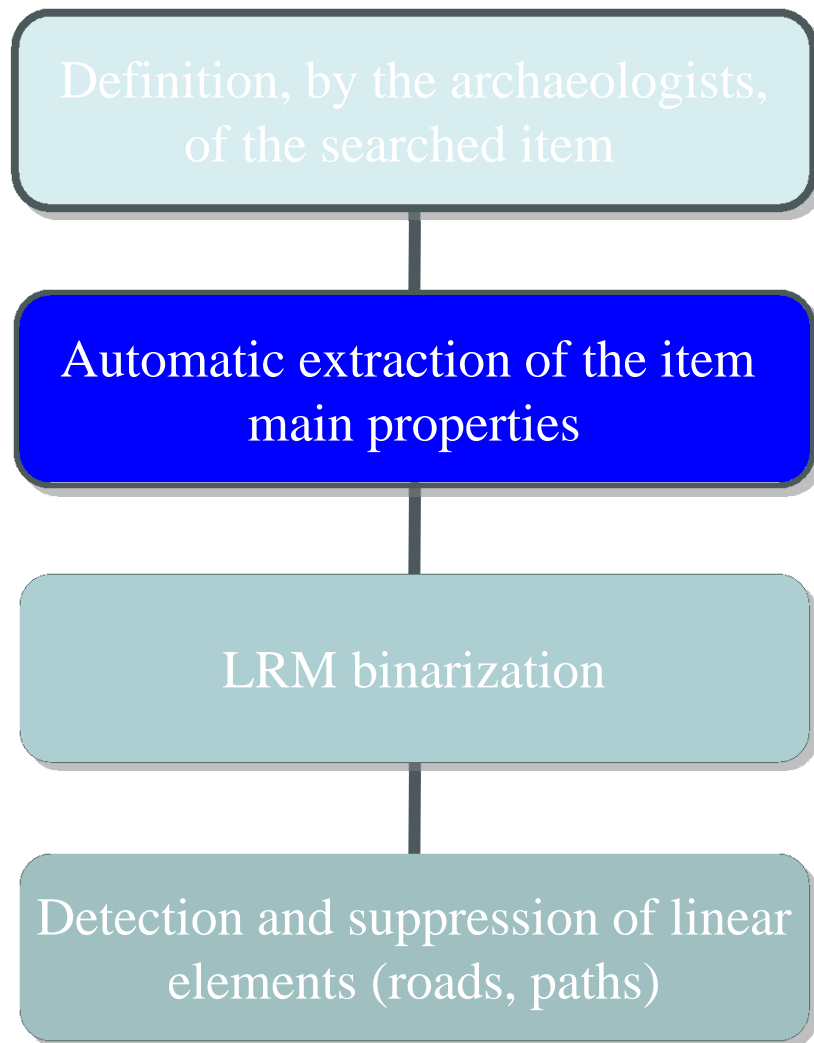 Definition, by the archaeologists,
of the searched item
Automatic extraction of the item
main properties
LRM binarization
Detection and suppression of linear
elements (roads, paths)